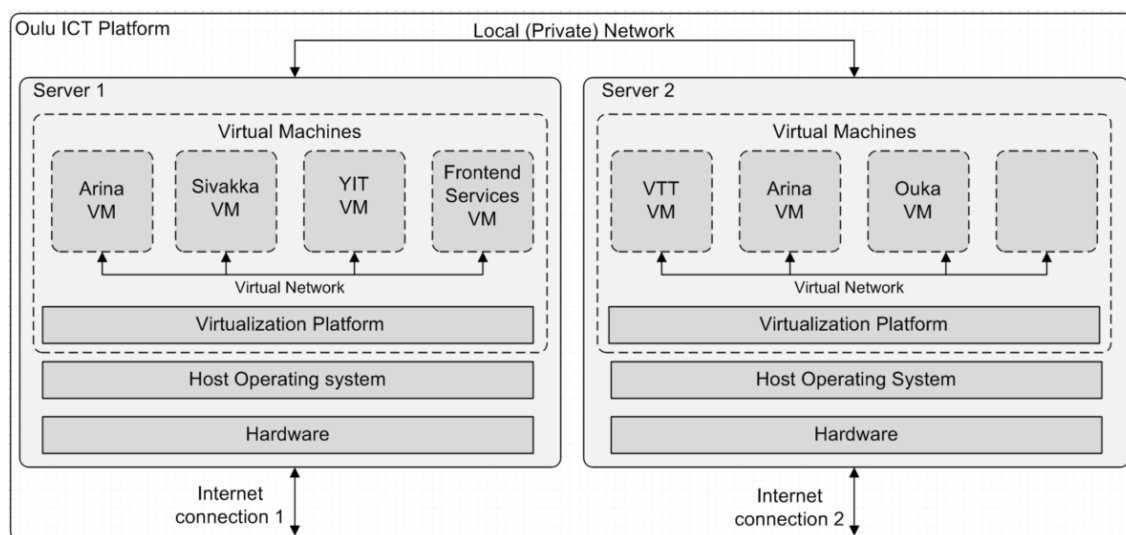 Oulu ICT Platform
Local (Private) Network
Server 1
Virtual Machines
Arina
VM
Sivakka
VM
YIT
VM
Frontend
Services
VM
Virtual Network
Virtualization Platform
Host Operating system
Hardware
Internet
connection 1
Server 2
Virtual Machines
VTT
VM
Arina
VM
Ouka
VM
Virtual Network
Virtualization Platform
Host Operating System
Hardware
Internet
connection 2